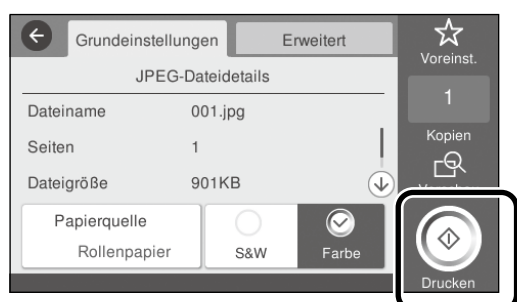 Grundeinstellungen
Erweitert
Voreinst.
JPEG-Dateidetails
1
Dateiname 001.jpg
Kopien
Seiten 1
Dateigröße 901KB
Papierquelle
Rollenpapier
S&W
Farbe
Drucken